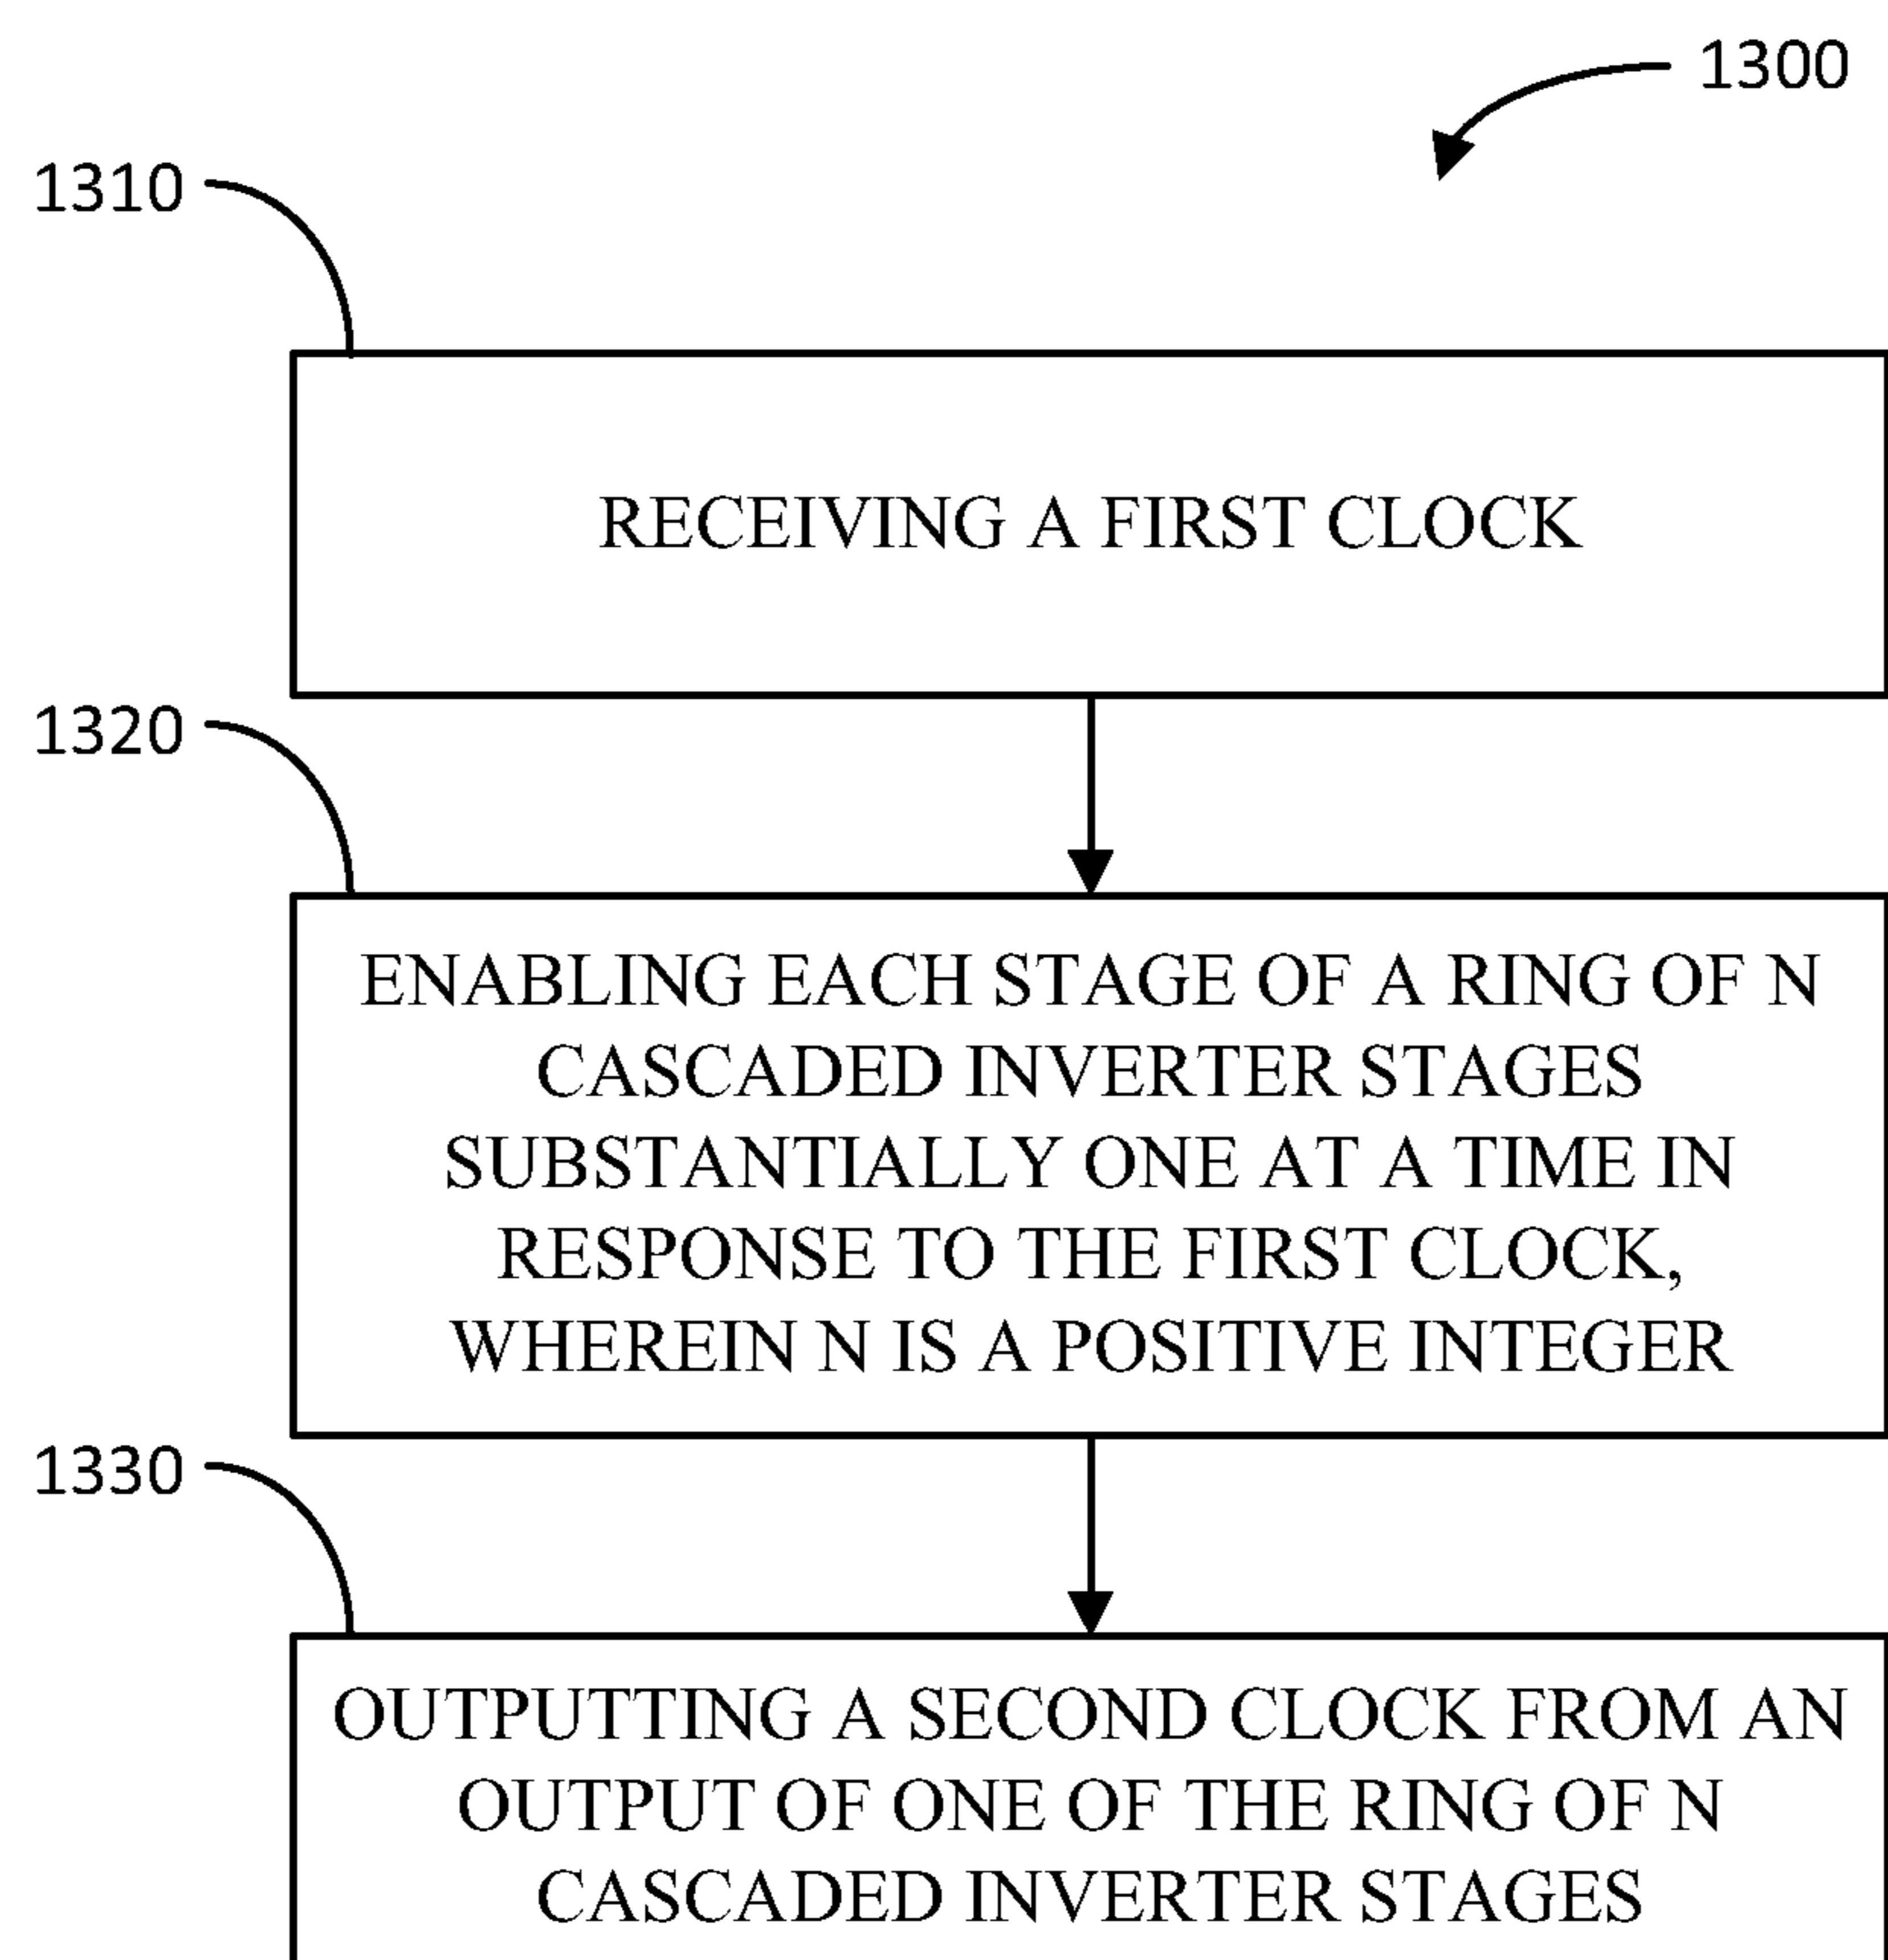 1300
1310
RECEIVING A FIRST CLOCK
1320
ENABLING EACH STAGE OF A RING OF N
CASCADED INVERTER STAGES
SUBSTANTIALLY ONE AT A TIME IN
RESPONSE TO THE FIRST CLOCK,
WHEREIN N IS A POSITIVE INTEGER
1330
OUTPUTTING A SECOND CLOCK FROM AN
OUTPUT OF ONE OF THE RING OF N
CASCADED INVERTER STAGES